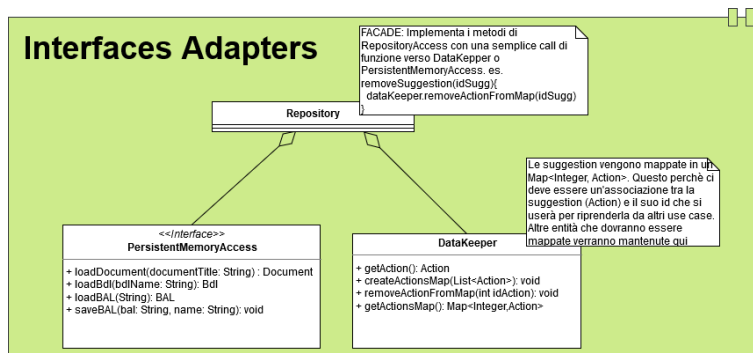 Interfaces Adapters
FACADE: Implementa i metodi di
RepositoryAccess con una semplice call di
funzione verso DataKepper o
PersistentMemoryAccess. es.
removeSuggestion(idSugg){
dataKeeper.removeActionFromMap(idSugg)
}
Repository
Le suggestion vengono mappate in un
Map<Integer, Action>. Questo perchè ci
deve essere un'associazione tra la
suggestion (Action) e il suo id che si
userà per riprenderla da altri use case.
Altre entità che dovranno essere
mappate verranno mantenute qui
<<Interface>>
PersistentMemoryAccess
+ loadDocument(documentTitle: String) : Document
+ loadBdl(bdlName: String): Bdl
+ loadBAL(String): BAL
+ saveBAL(bal: String, name: String): void
DataKeeper
+ getAction(): Action
+ createActionsMap(List<Action>): void
+ removeActionFromMap(int idAction): void
+ getActionsMap(): Map<Integer,Action>